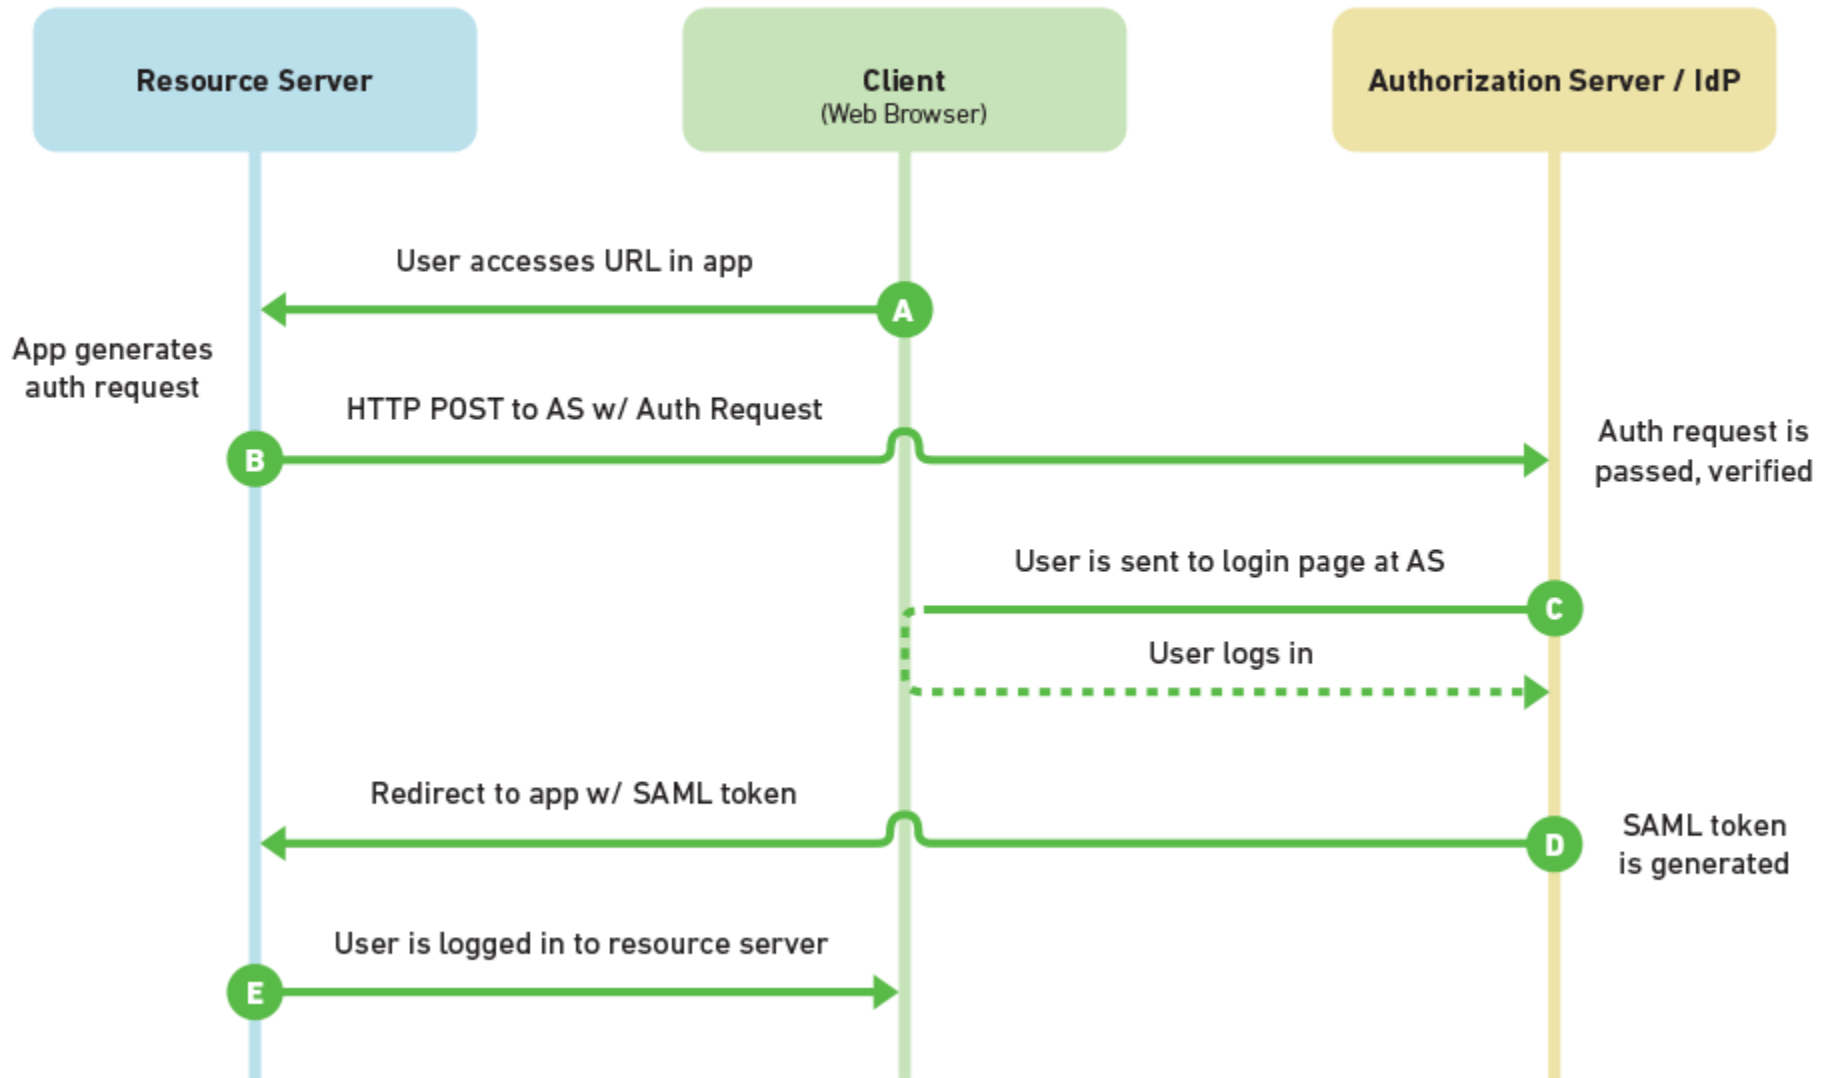 Resource Server
Client
(Web Browser)
Authorization Server / IdP
User accesses URL in app
A
App generates
auth request
HTTP POST to AS w/ Auth Request
B
Auth request is
passed, verified
User is sent to login page at AS
C
User logs in
Redirect to app w/ SAML token
D
SAML token
is generated
User is logged in to resource server
E